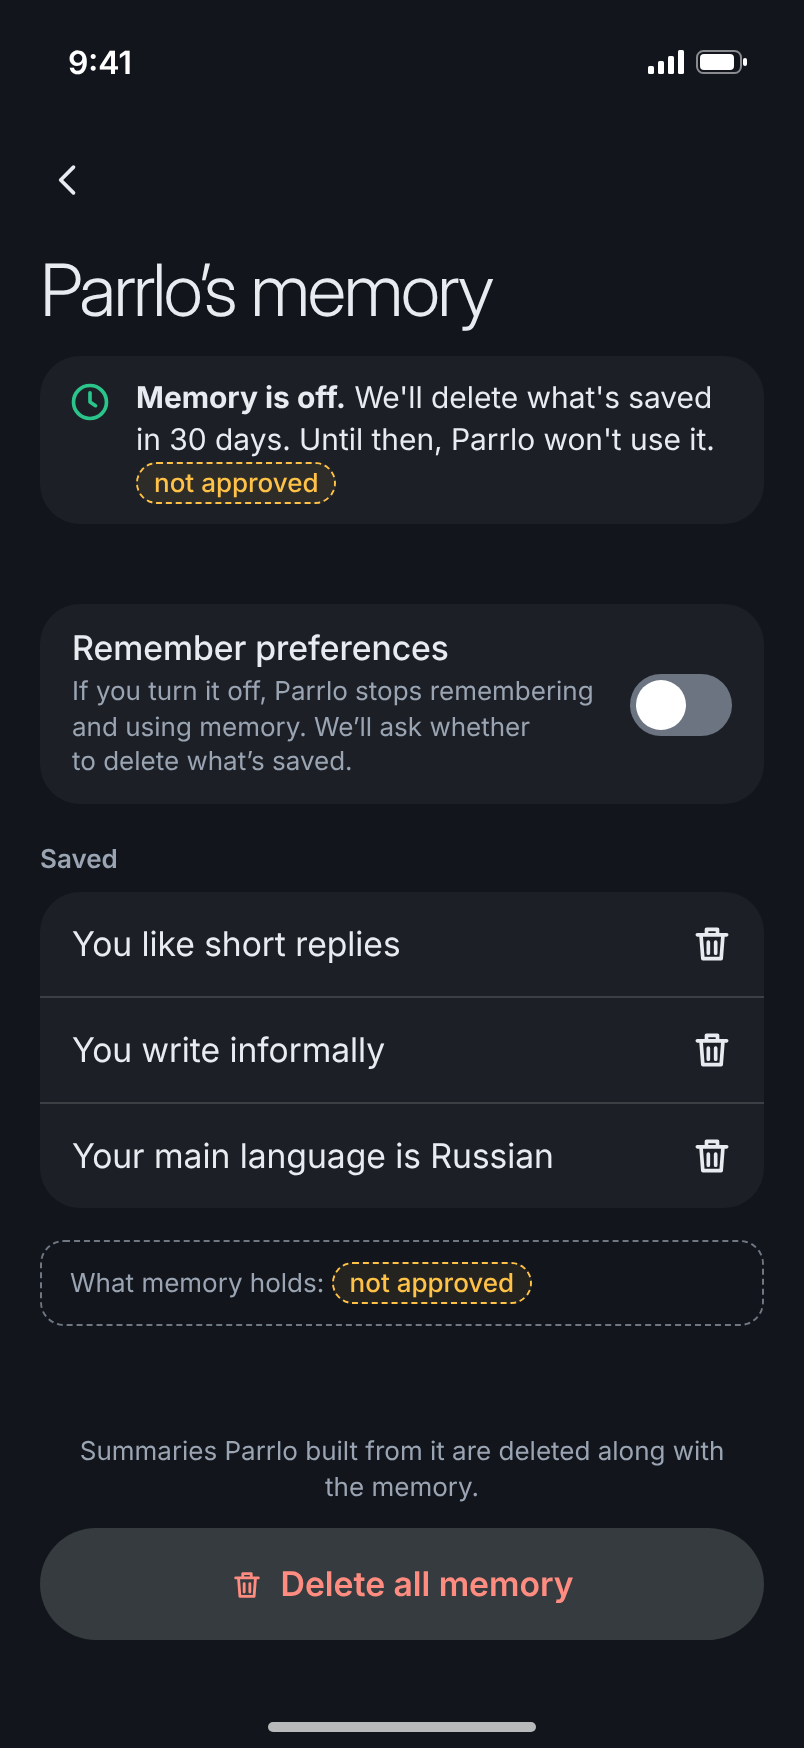 9:41
Parrlo’s memory
Memory is off. We'll delete what's saved
in 30 days. Until then, Parrlo won't use it.
not approved
Remember preferences
If you turn it off, Parrlo stops remembering
and using memory. We’ll ask whether
to delete what’s saved.
Saved
You like short replies
You write informally
Your main language is Russian
What memory holds: not approved
Summaries Parrlo built from it are deleted along with
the memory.
Delete all memory